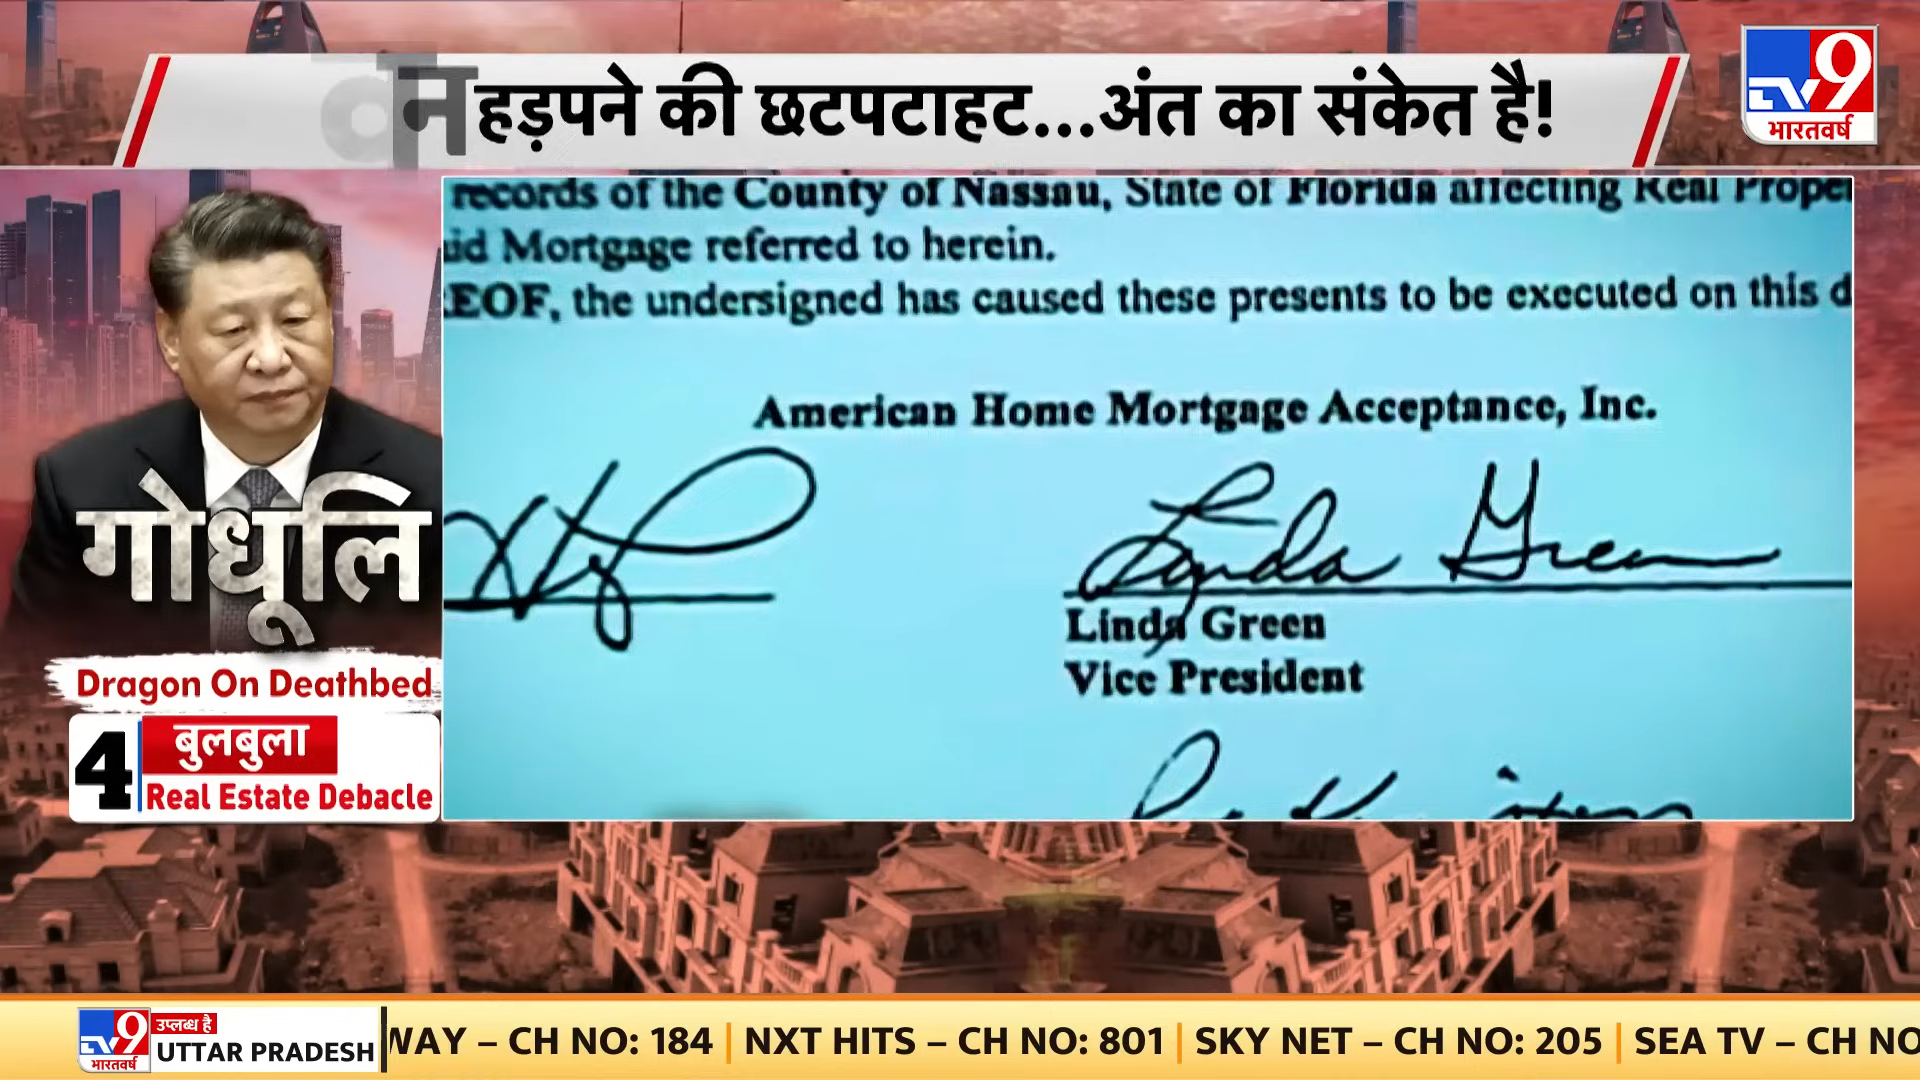 हड़पने की छटपटाहट...अंत का संकेत है!
TV9
भारतवर्ष
records of the County of Nassau, State of Florida affecting Real
Mortgage referred to herein.
the undersigned has caused these presents to be executed on this
American Home Mortgage Acceptance, Inc.
Linda Green
Linda Green
Vice President
गोधूलि
Dragon On Deathbed
4
बुलबुला
Real Estate Debacle
TV9
भारतवर्ष
उप्लब्ध है
UTTAR PRADESH
WAY – CH NO: 184 | NXT HITS – CH NO: 801 | SKY NET – CH NO: 205 | SEA TV – CH NO